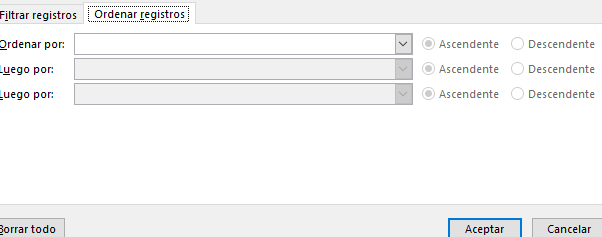 Filtrar registros Ordenar registros
Ordenar por: Ascendente Descendente
Luego por: Ascendente Descendente
Luego por: Ascendente Descendente
Borrar todo Aceptar Cancelar